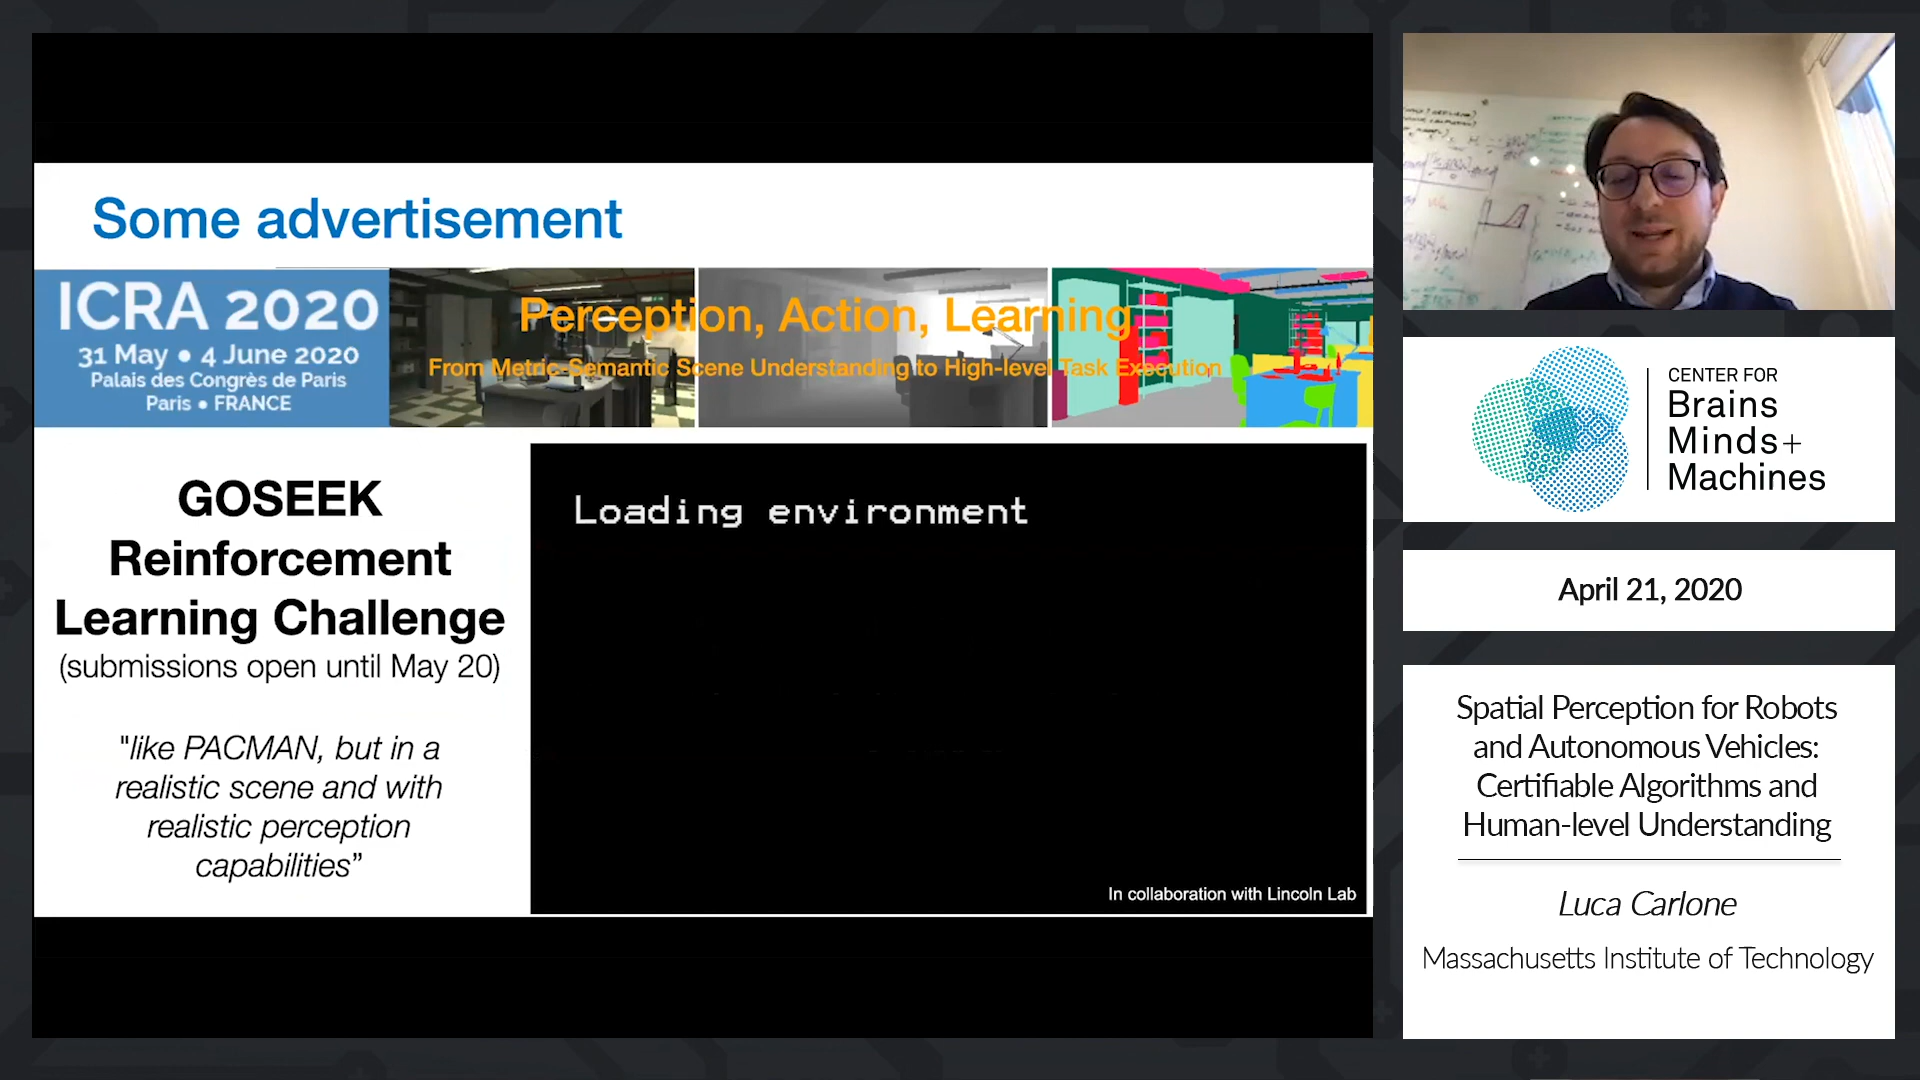 Some advertisement
ICRA 2020
31 May • 4 June 2020
Palais des Congrès de Paris
Paris • FRANCE
Perception, Action, Learning
From Metric-Semantic Scene Understanding to High-level Task Execution
GOSEEK
Reinforcement
Learning Challenge
(submissions open until May 20)
"like PACMAN, but in a
realistic scene and with
realistic perception
capabilities”
Loading environment
In collaboration with Lincoln Lab
CENTER FOR
Brains
Minds+
Machines
April 21, 2020
Spatial Perception for Robots
and Autonomous Vehicles:
Certifiable Algorithms and
Human-level Understanding
Luca Carlone
Massachusetts Institute of Technology